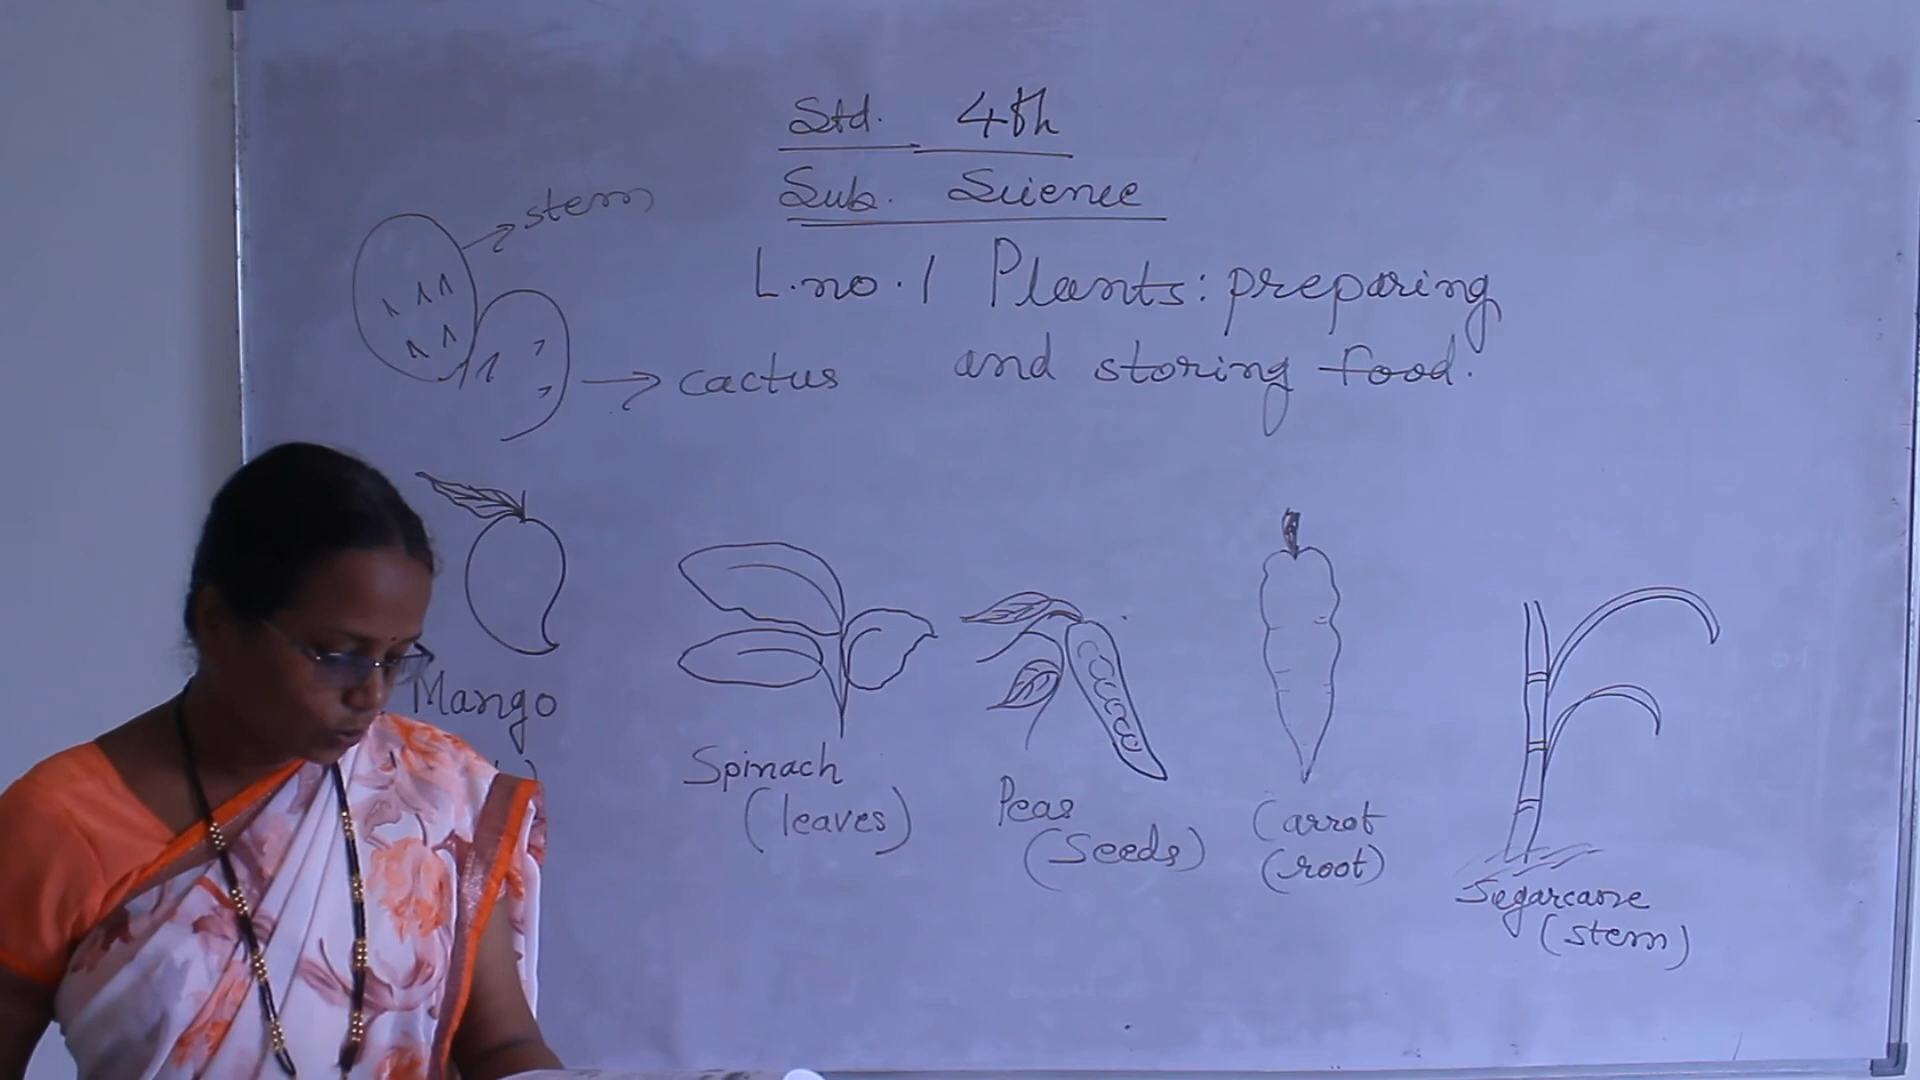 Std. 4th
Sub. Science
L.no.1 Plants: preparing
and storing food.
stem
cactus
Mango
Spinach
(leaves)
Peas
(Seeds)
Carrot
(root)
Segarcane
(stem)